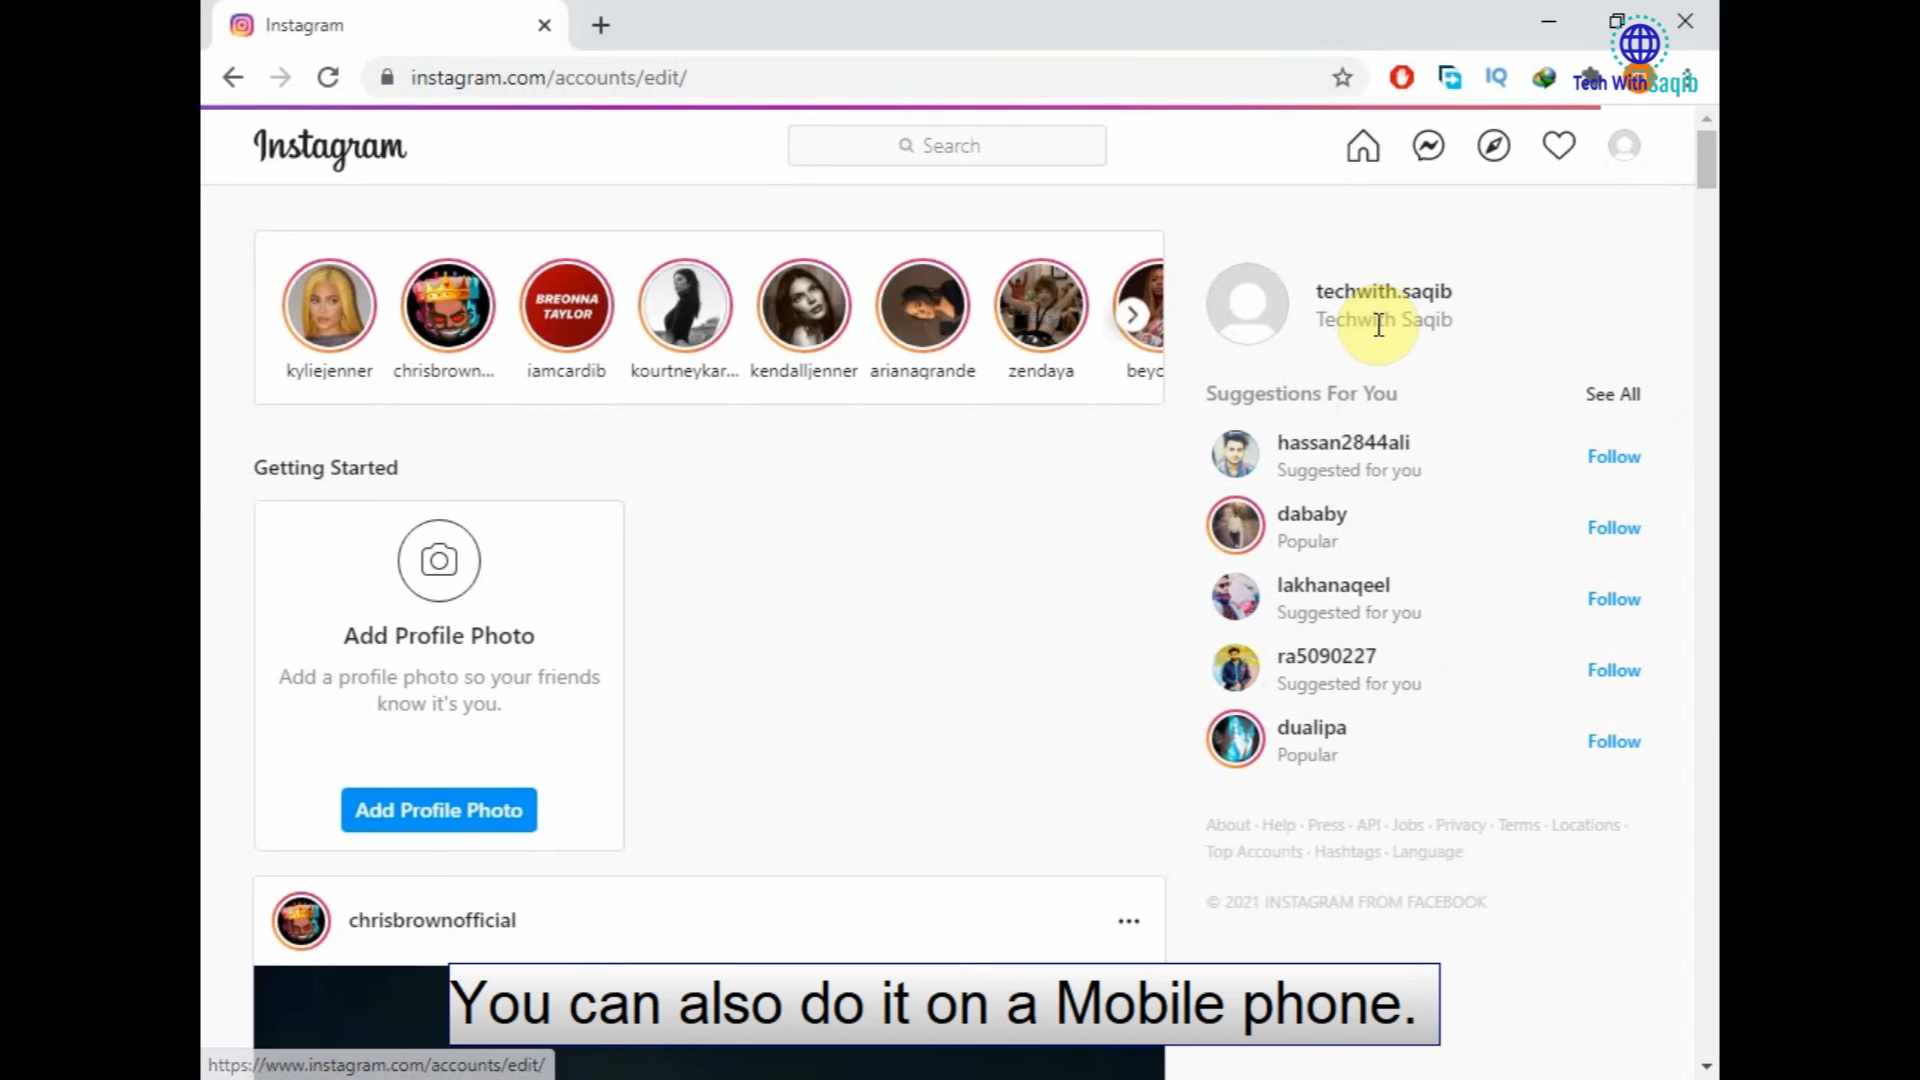 Instagram
instagram.com/accounts/edit/
IQ
Tech With Saqib
Instagram
Search
BREONNA
TAYLOR
kyliejenner
chrisbrown...
iamcardib
kourtneykar...
kendalljenner
arianagrande
zendaya
beyc
techwith.saqib
Techwith Saqib
Suggestions For You
See All
hassan2844ali
Suggested for you
Follow
dababy
Popular
Follow
lakhanaqeel
Suggested for you
Follow
ra5090227
Suggested for you
Follow
dualipa
Popular
Follow
Getting Started
Add Profile Photo
Add a profile photo so your friends
know it's you.
Add Profile Photo
About · Help · Press · API · Jobs · Privacy · Terms · Locations ·
Top Accounts · Hashtags · Language
© 2021 INSTAGRAM FROM FACEBOOK
chrisbrownofficial
You can also do it on a Mobile phone.
https://www.instagram.com/accounts/edit/